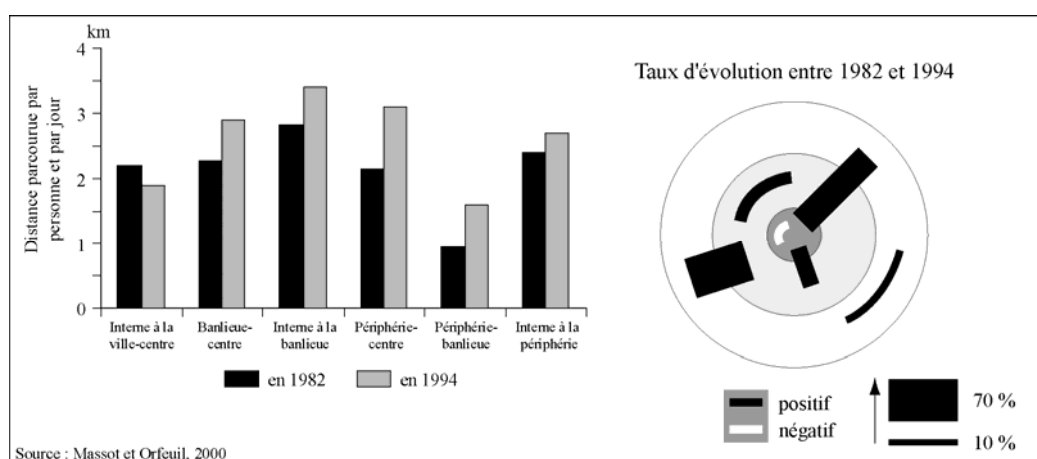 km
4
3
2
1
0
Distance parcourue par
personne et par jour
Interne à la
ville-centre
Banlieue-
centre
Interne à la
banlieue
Périphérie-
centre
Périphérie-
banlieue
Interne à la
périphérie
en 1982
en 1994
Source : Massot et Orfeuil, 2000
Taux d'évolution entre 1982 et 1994
positif
négatif
70 %
10 %